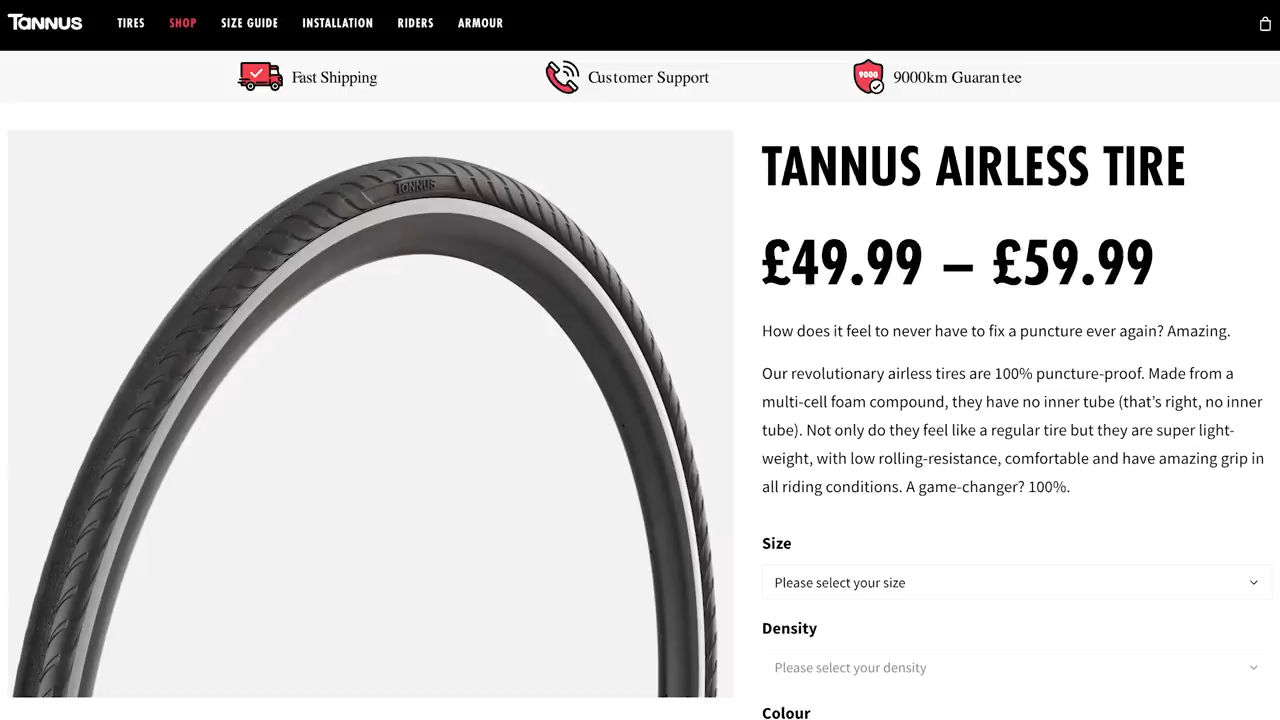 Tannus
TIRES
SHOP
SIZE GUIDE
INSTALLATION
RIDERS
ARMOUR
Fast Shipping
Customer Support
9000
9000km Guarantee
TANNUS
TANNUS AIRLESS TIRE
£49.99 – £59.99
How does it feel to never have to fix a puncture ever again? Amazing.
Our revolutionary airless tires are 100% puncture-proof. Made from a
multi-cell foam compound, they have no inner tube (that’s right, no inner
tube). Not only do they feel like a regular tire but they are super light-
weight, with low rolling-resistance, comfortable and have amazing grip in
all riding conditions. A game-changer? 100%.
Size
Please select your size
Density
Please select your density
Colour